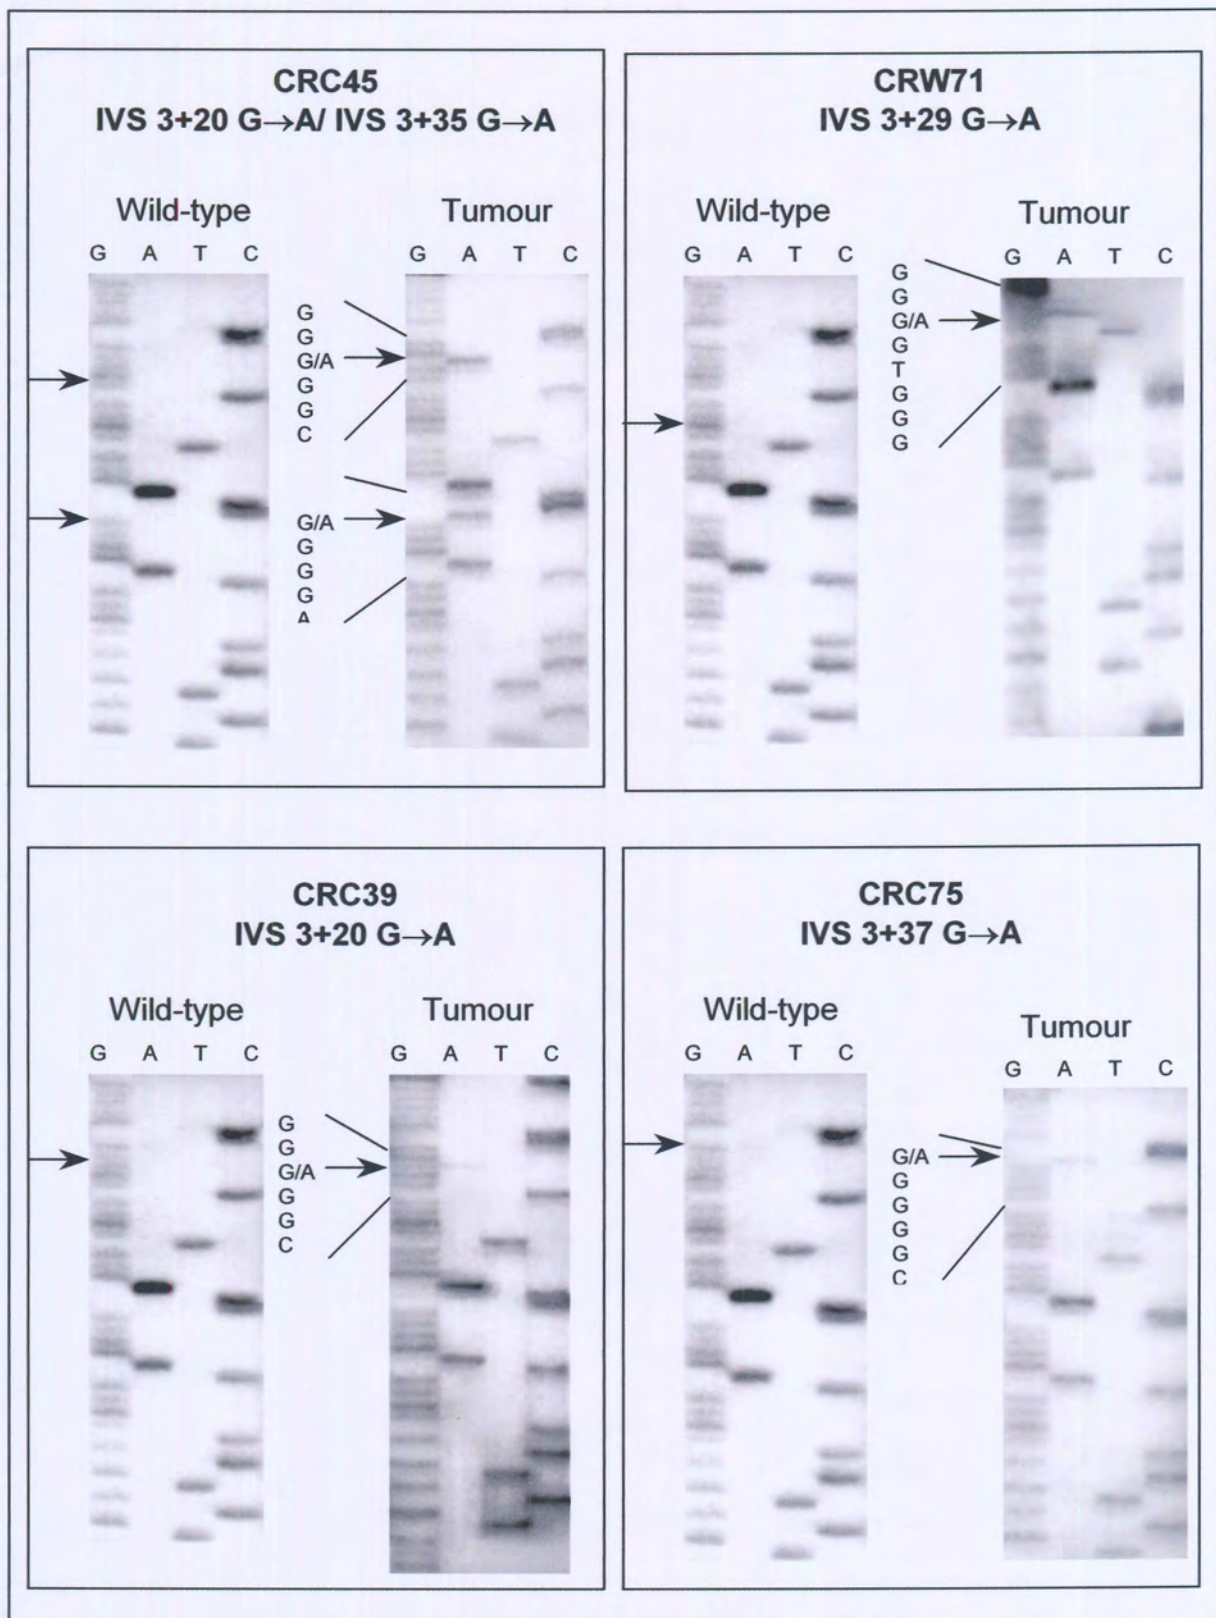 CRC45
IVS 3+20 G→A/ IVS 3+35 G→A
Wild-type
Tumour
G A T C
G A T C
G
G
G/A
G
G
C
G/A
G
G
G
A
CRW71
IVS 3+29 G→A
Wild-type
Tumour
G A T C
G A T C
G
G
G/A
G
T
G
G
G
CRC39
IVS 3+20 G→A
Wild-type
Tumour
G A T C
G A T C
G
G
G/A
G
G
C
CRC75
IVS 3+37 G→A
Wild-type
Tumour
G A T C
G A T C
G/A
G
G
G
G
C